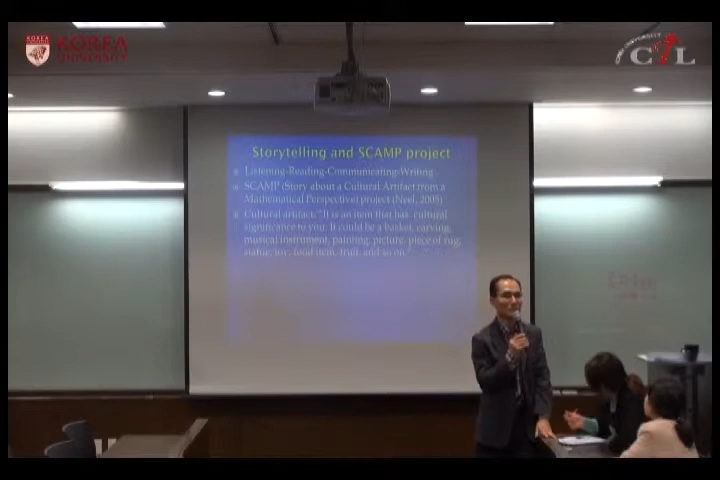 KOREA
UNIVERSITY
KOREA UNIVERSITY
CTL
Storytelling and SCAMP project
Listening-Reading-Communicating-Writing
SCAMP (Story about a Cultural Artifact from a
Mathematical Perspective) project (Neel, 2005)
Cultural artifact: "It is an item that has cultural
significance to you. It could be a basket, carving,
musical instrument, painting, picture, piece of rug,
statue, toy, food item, fruit, and so on."